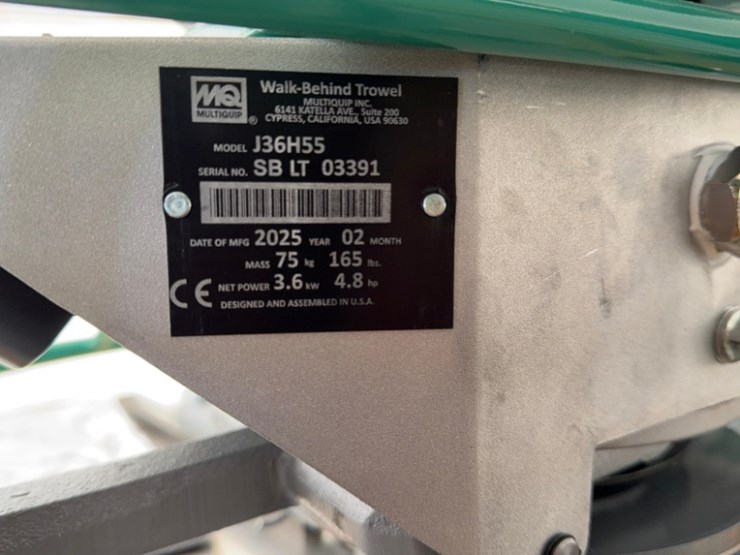 MQ
MULTIQUIP
®
Walk-Behind Trowel
MULTIQUIP INC.
6141 KATELLA AVE., Suite 200
CYPRESS, CALIFORNIA, USA 90630
MODEL J36H55
SERIAL NO. SB LT 03391
DATE OF MFG 2025 YEAR 02 MONTH
MASS 75 kg 165 lbs.
CE NET POWER 3.6 kW 4.8 hp
DESIGNED AND ASSEMBLED IN U.S.A.